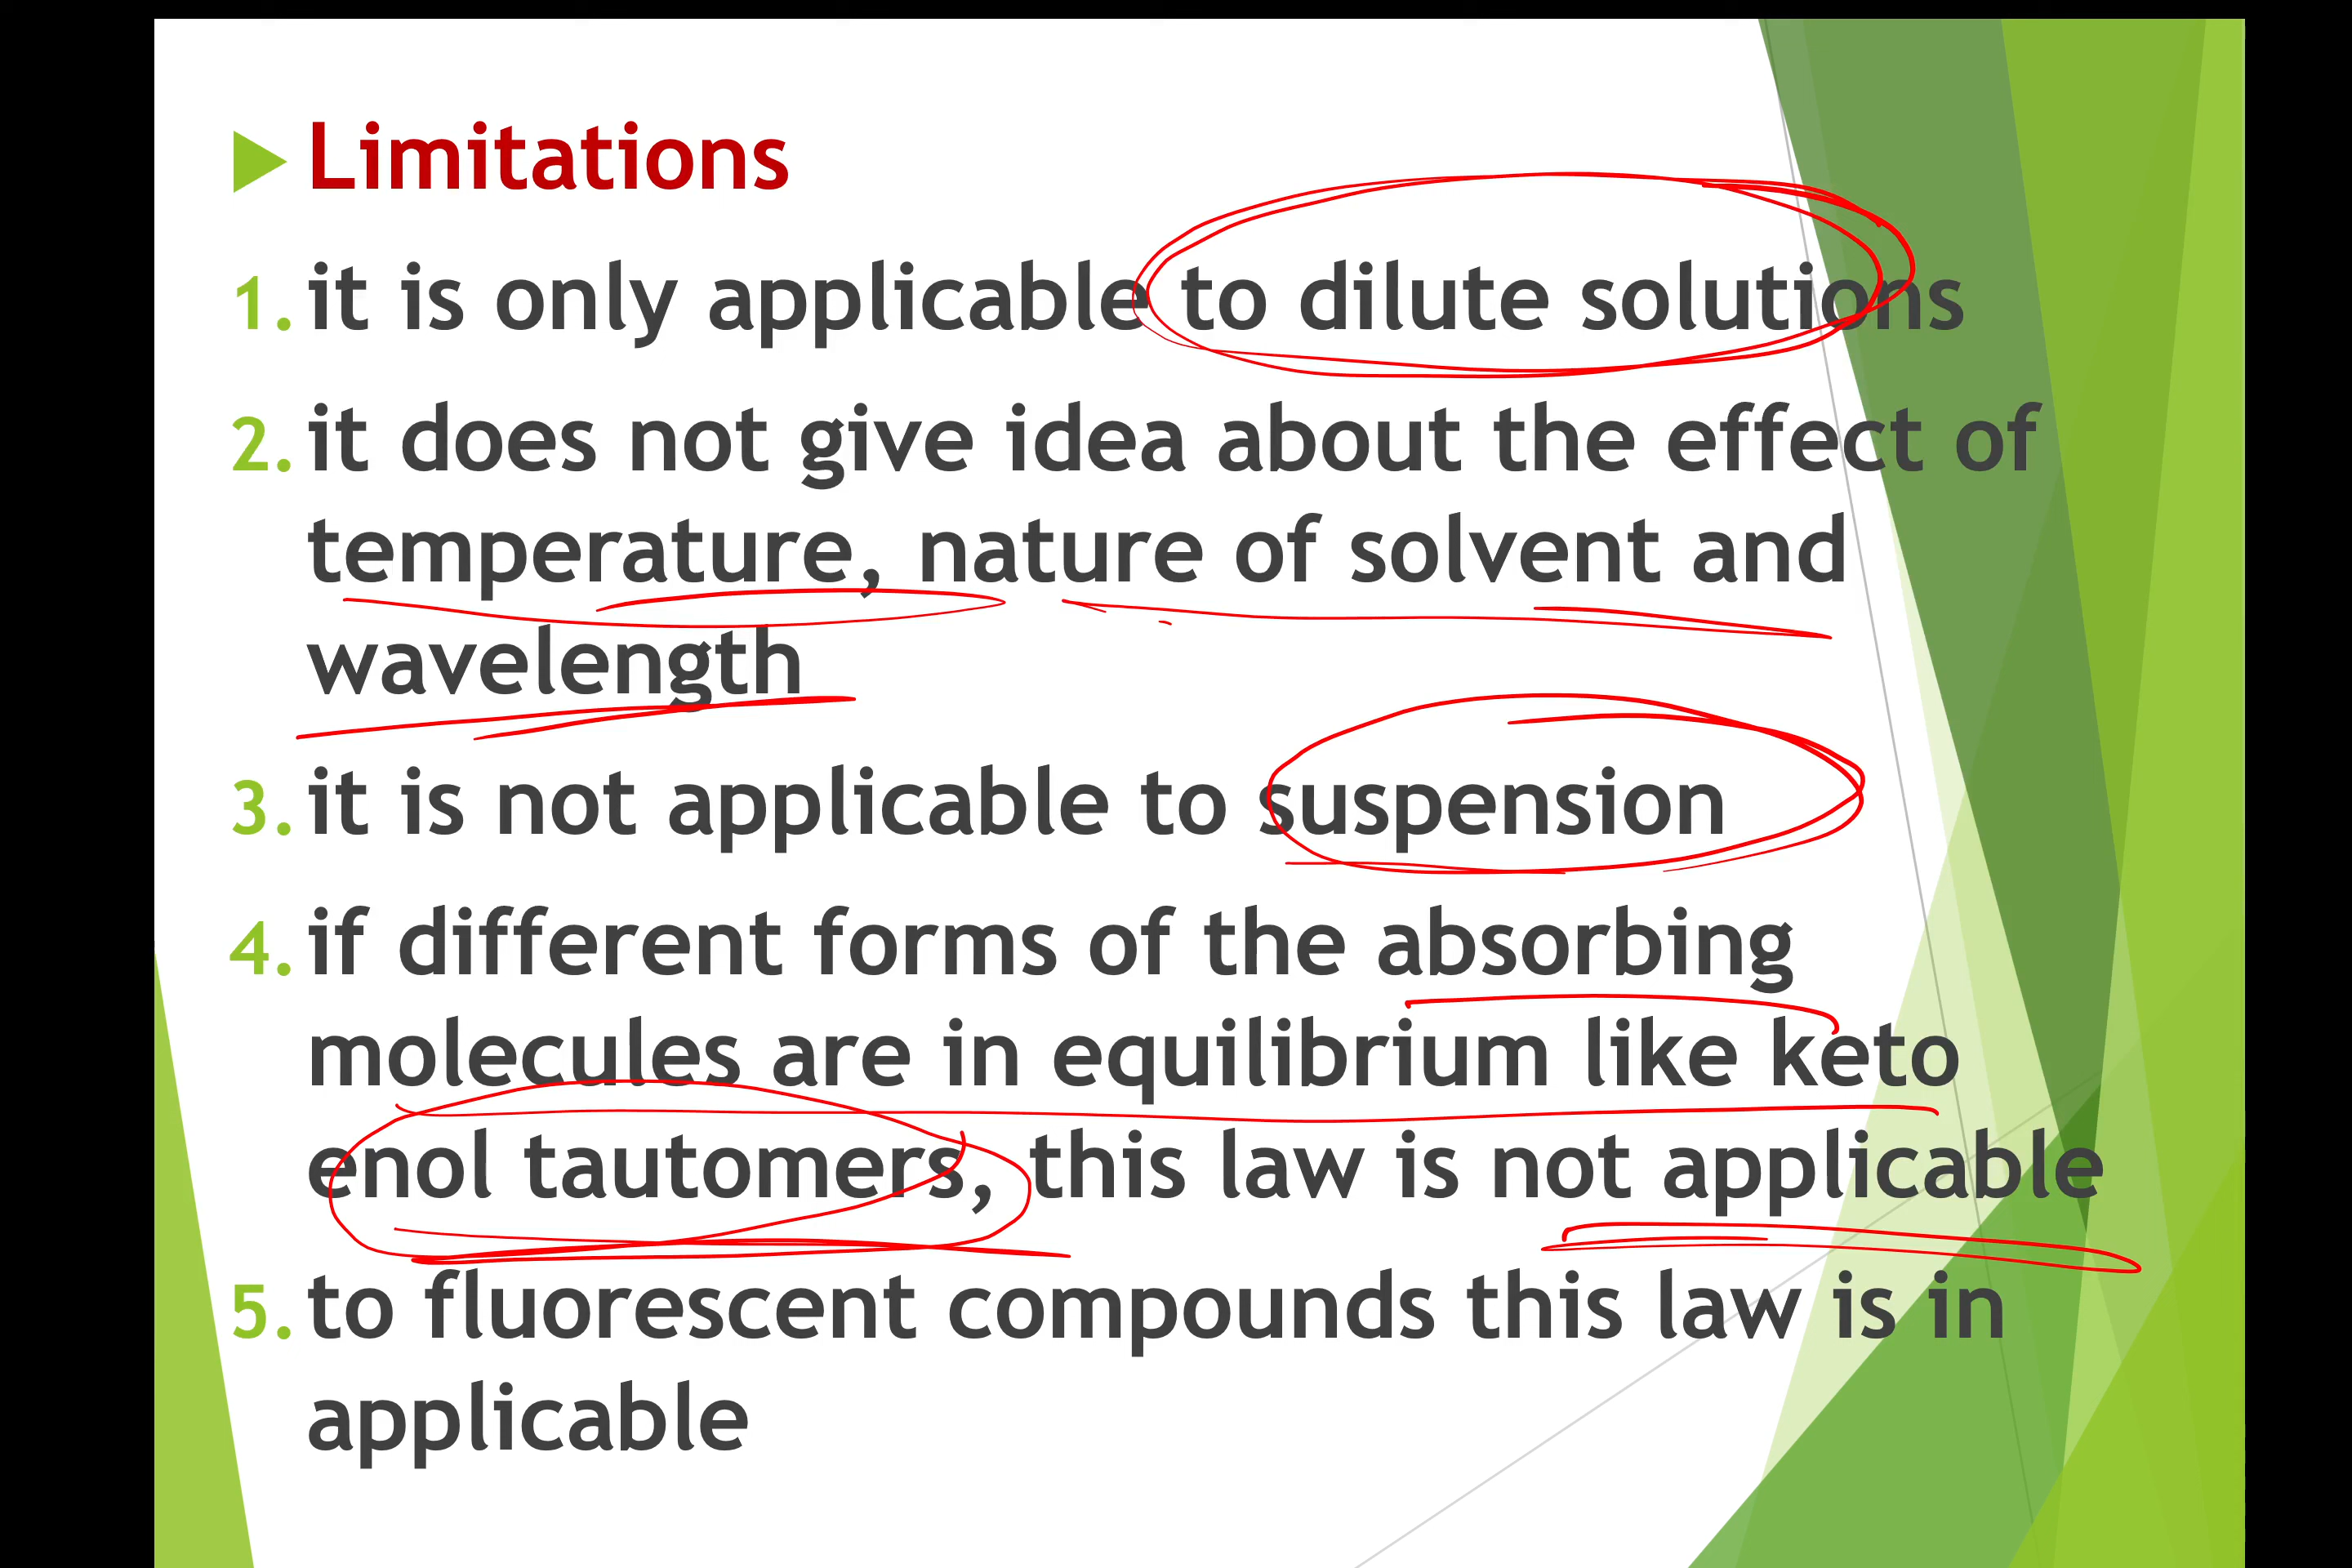 Limitations
1. it is only applicable to dilute solutions
2. it does not give idea about the effect of
temperature, nature of solvent and
wavelength
3. it is not applicable to suspension
4. if different forms of the absorbing
molecules are in equilibrium like keto
enol tautomers, this law is not applicable
5. to fluorescent compounds this law is in
applicable